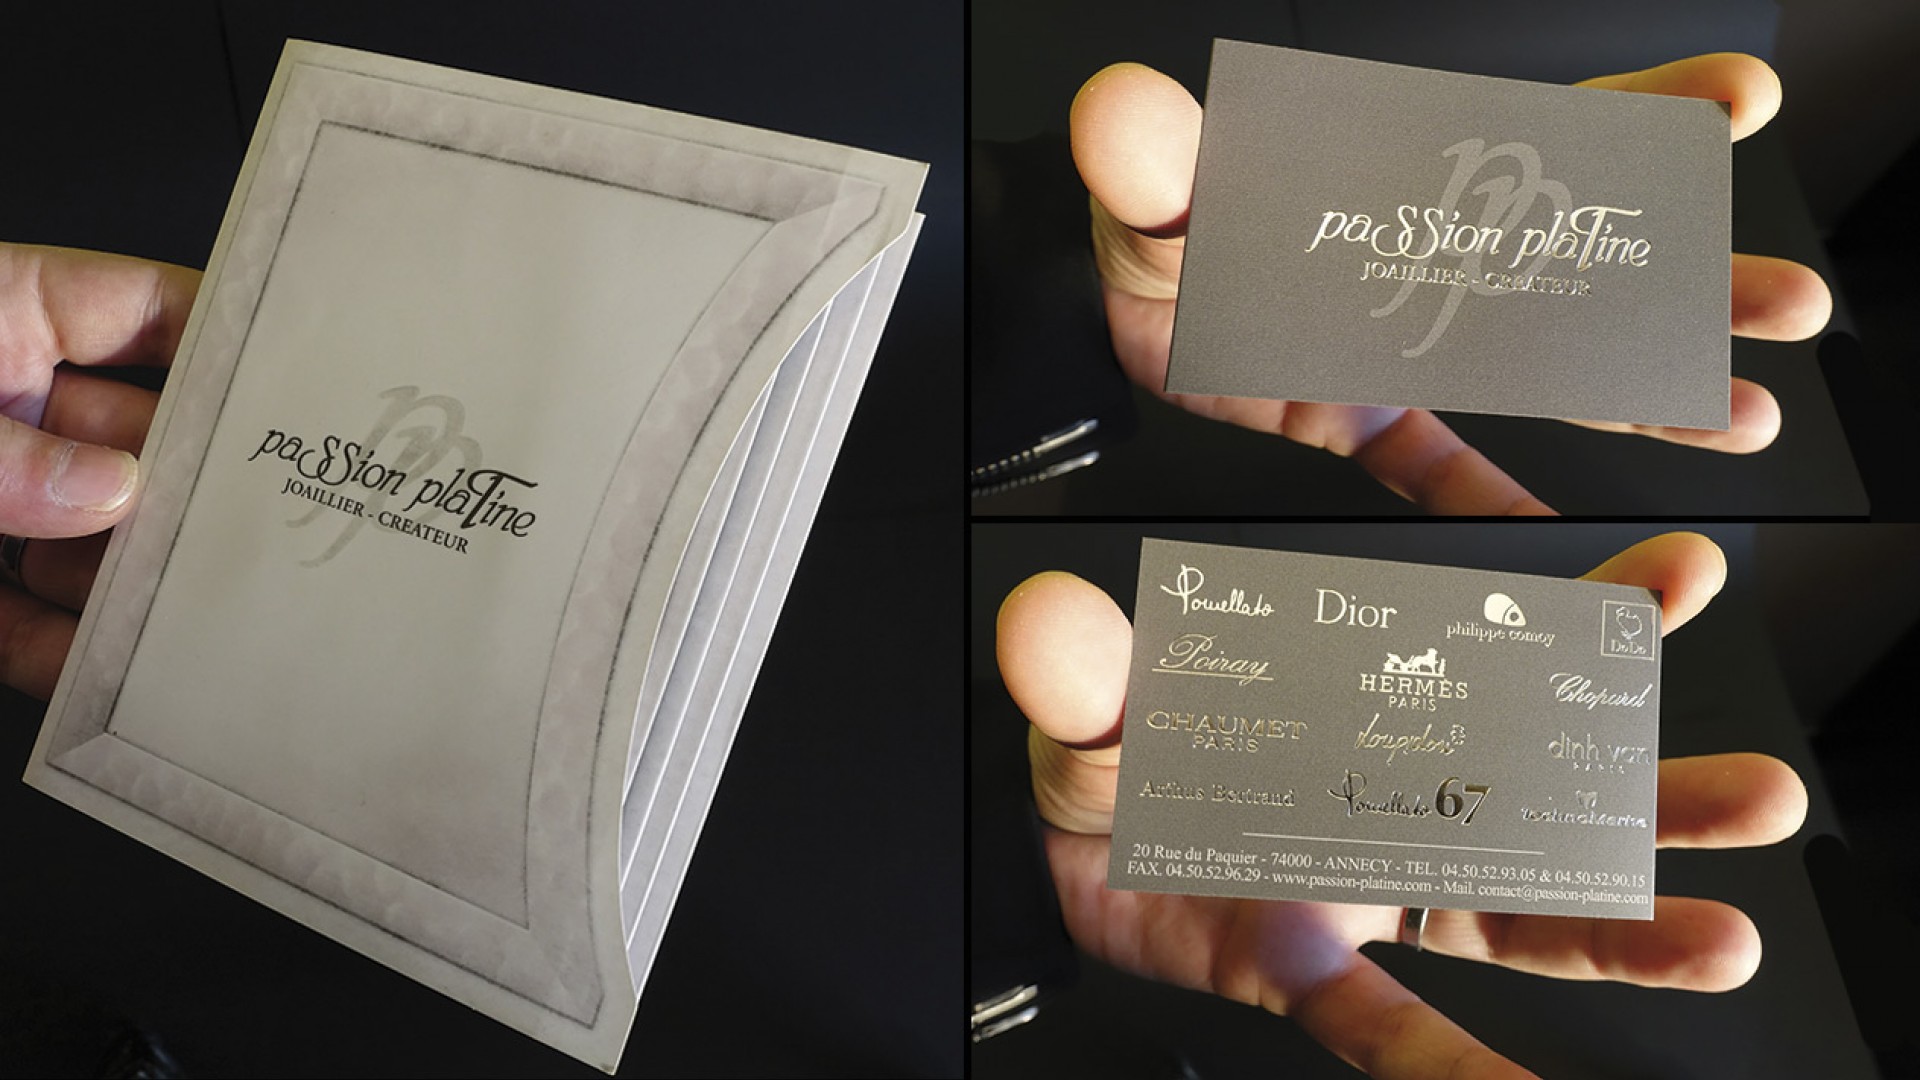 paSSion plaTine
JOAILLIER - CREATEUR
paSSion plaTine
JOAILLIER - CREATEUR
Pomellato
Dior
philippe comoy
DoDo
Poiray
HERMÈS
PARIS
Chopard
CHAUMET
PARIS
loupidou
dinh van
PARIS
Arthus Bertrand
Pomellato 67
TechnoMarine
20 Rue du Paquier - 74000 - ANNECY - TEL. 04.50.52.93.05 & 04.50.52.90.15
FAX. 04.50.52.96.29 - www.passion-platine.com - Mail. contact@passion-platine.com